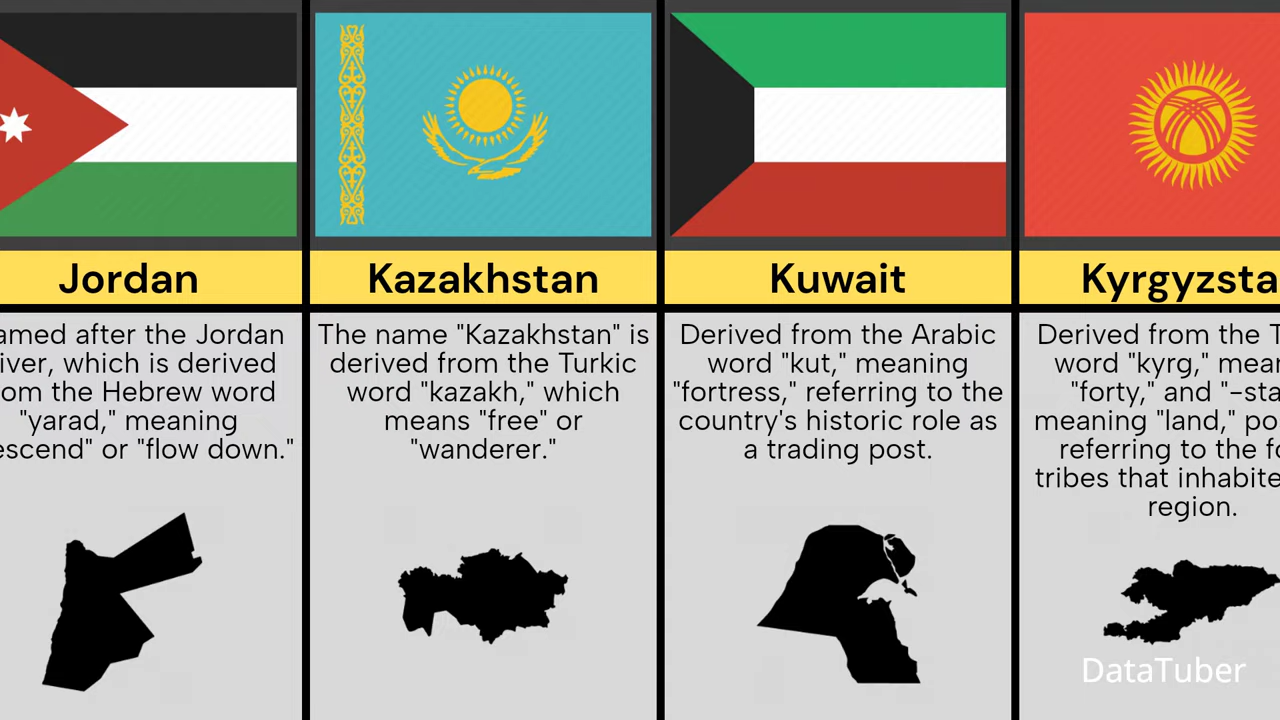 Jordan
amed after the Jordan
iver, which is derived
om the Hebrew word
"yarad," meaning
escend" or "flow down."
Kazakhstan
The name "Kazakhstan" is
derived from the Turkic
word "kazakh," which
means "free" or
"wanderer."
Kuwait
Derived from the Arabic
word "kut," meaning
"fortress," referring to the
country's historic role as
a trading post.
Kyrgyzsta
Derived from the T
word "kyrg," mear
"forty," and "-sta
meaning "land," po
referring to the fo
tribes that inhabite
region.
DataTuber